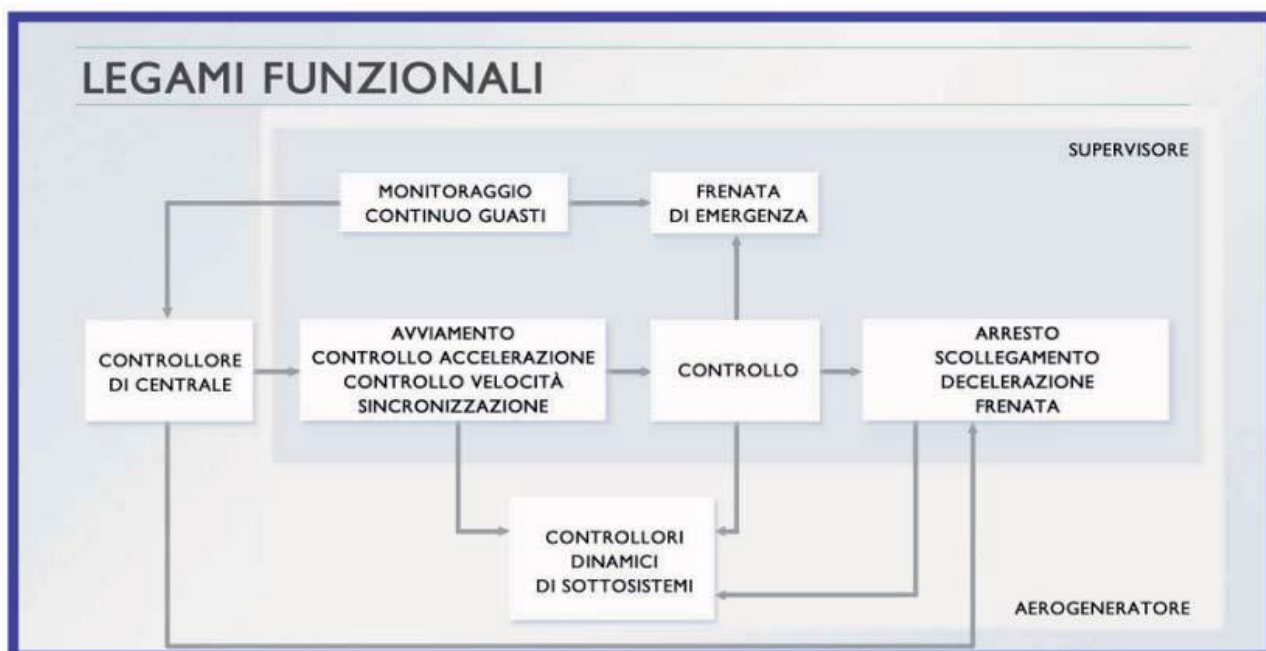 LEGAMI FUNZIONALI
SUPERVISORE
MONITORAGGIO
CONTINUO GUASTI
FRENATA
DI EMERGENZA
CONTROLLORE
DI CENTRALE
AVVIAMENTO
CONTROLLO ACCELERAZIONE
CONTROLLO VELOCITÀ
SINCRONIZZAZIONE
CONTROLLO
ARRESTO
SCOLLEGAMENTO
DECELERAZIONE
FRENATA
CONTROLLORI
DINAMICI
DI SOTTOSISTEMI
AEROGENERATORE